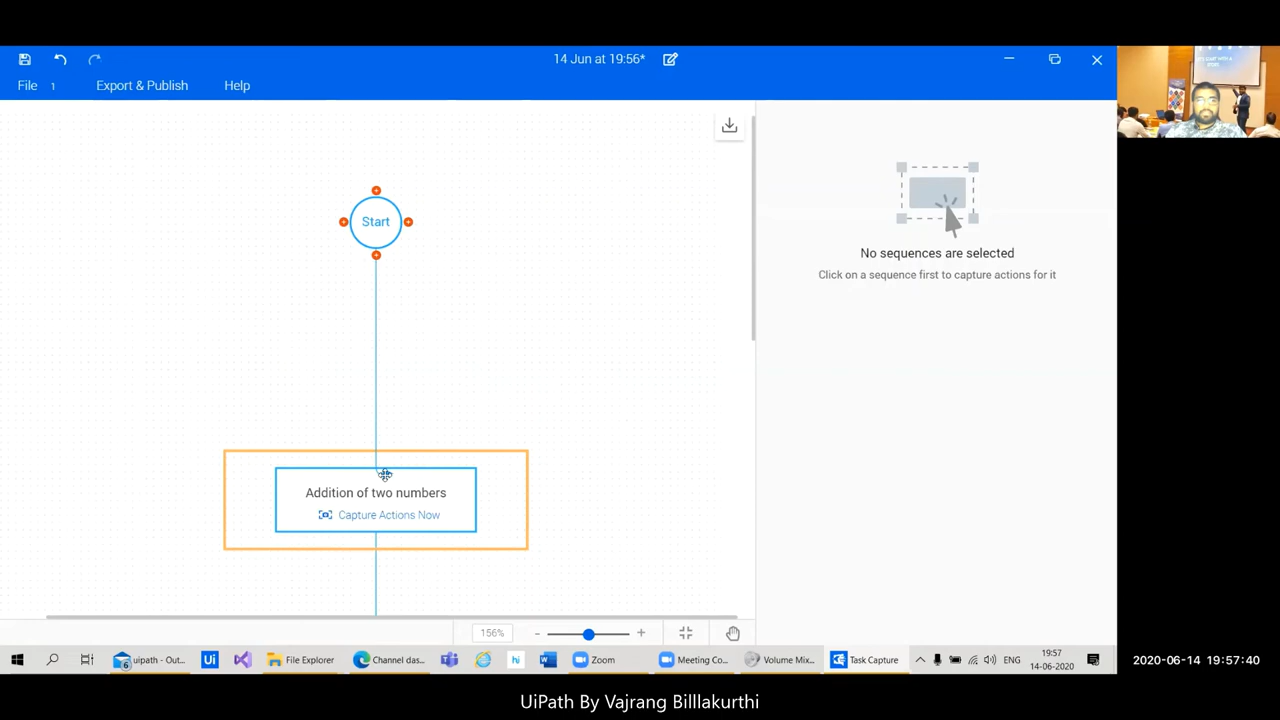 14 Jun at 19:56*
File 1 Export & Publish Help
Start
No sequences are selected
Click on a sequence first to capture actions for it
Addition of two numbers
Capture Actions Now
156% - +
6 uipath - Out... Ui File Explorer Channel das... hi Zoom Meeting Co... Volume Mix... Task Capture ENG 19:57
14-06-2020
2020-06-14 19:57:40
UiPath By Vajrang Billlakurthi